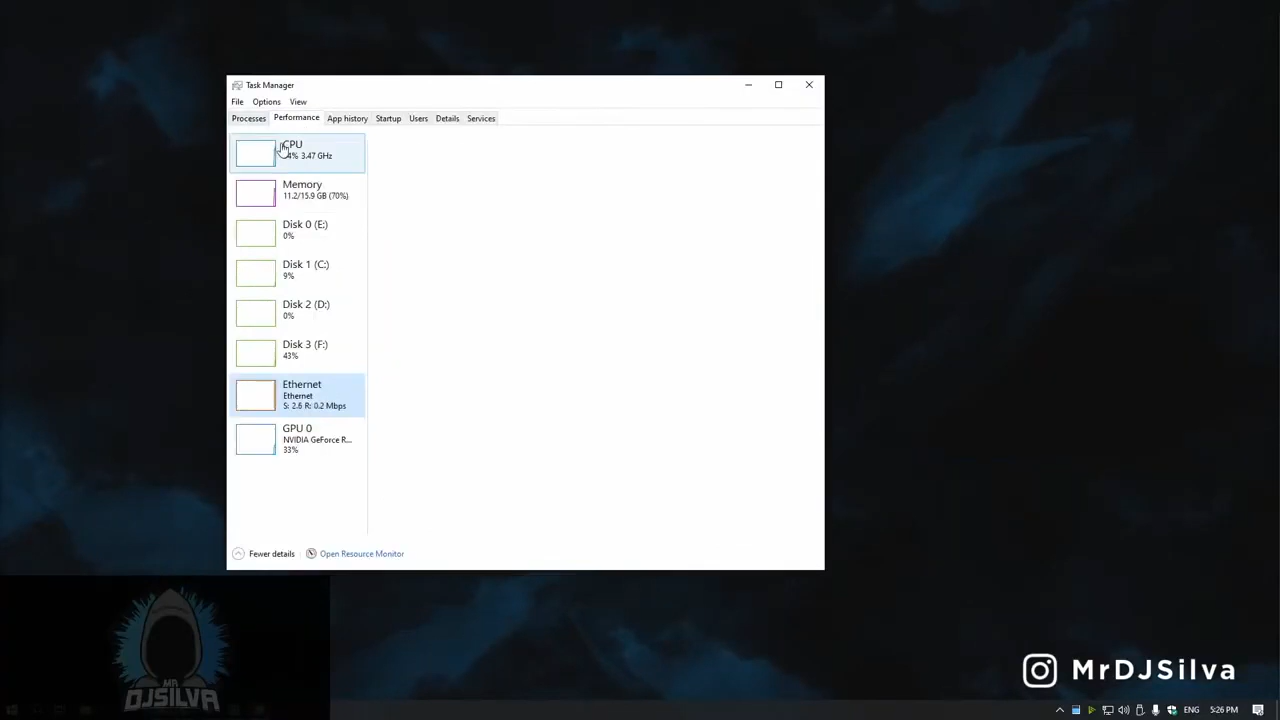 Task Manager
File Options View
Processes Performance App history Startup Users Details Services
CPU
4% 3.47 GHz
Memory
11.2/15.9 GB (70%)
Disk 0 (E:)
0%
Disk 1 (C:)
9%
Disk 2 (D:)
0%
Disk 3 (F:)
43%
Ethernet
Ethernet
S: 2.6 R: 0.2 Mbps
GPU 0
NVIDIA GeForce R...
33%
Fewer details
Open Resource Monitor
MR
DJSILVA
MrDJSilva
ENG 5:26 PM